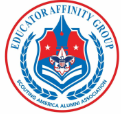 EDUCATOR AFFINITY GROUP
SCOUTING AMERICA ALUMNI ASSOCIATION